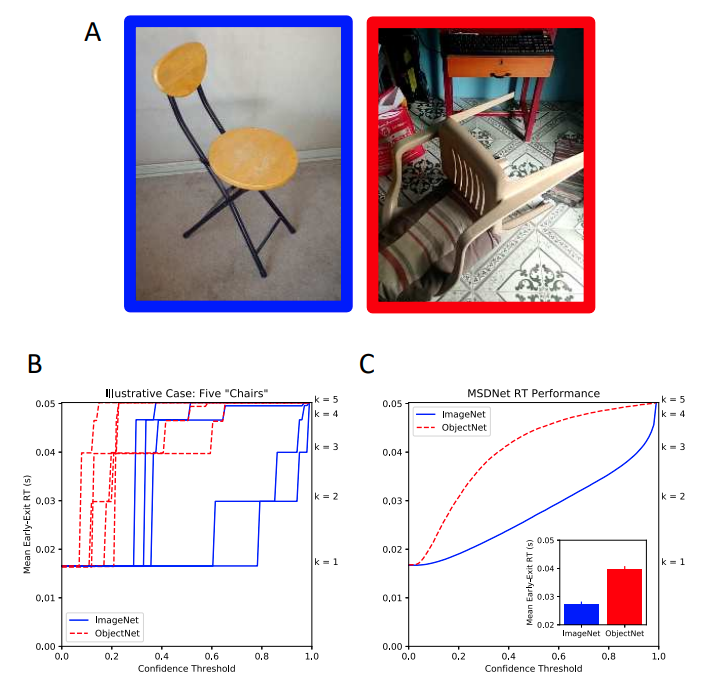 A
B
Illustrative Case: Five "Chairs"
Mean Early-Exit RT (s)
0.05
0.04
0.03
0.02
0.01
0.00
k = 5
k = 4
k = 3
k = 2
k = 1
ImageNet
ObjectNet
0.0 0.2 0.4 0.6 0.8 1.0
Confidence Threshold
C
MSDNet RT Performance
ImageNet
ObjectNet
0.05
0.04
0.03
0.02
0.01
0.00
k = 5
k = 4
k = 3
k = 2
k = 1
Mean Early-Exit RT (s)
0.05
0.04
0.03
0.02
ImageNet ObjectNet
0.0 0.2 0.4 0.6 0.8 1.0
Confidence Threshold